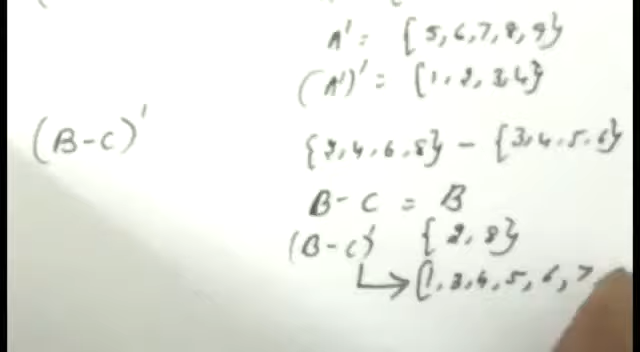 A' = {5, 6, 7, 8, 9}
(A')' = {1, 2, 3, 4}
(B-C)'
{2, 4, 6, 8} - {3, 4, 5, 6}
B - C = B
(B-C)' {2, 8}
{1, 3, 4, 5, 6, 7